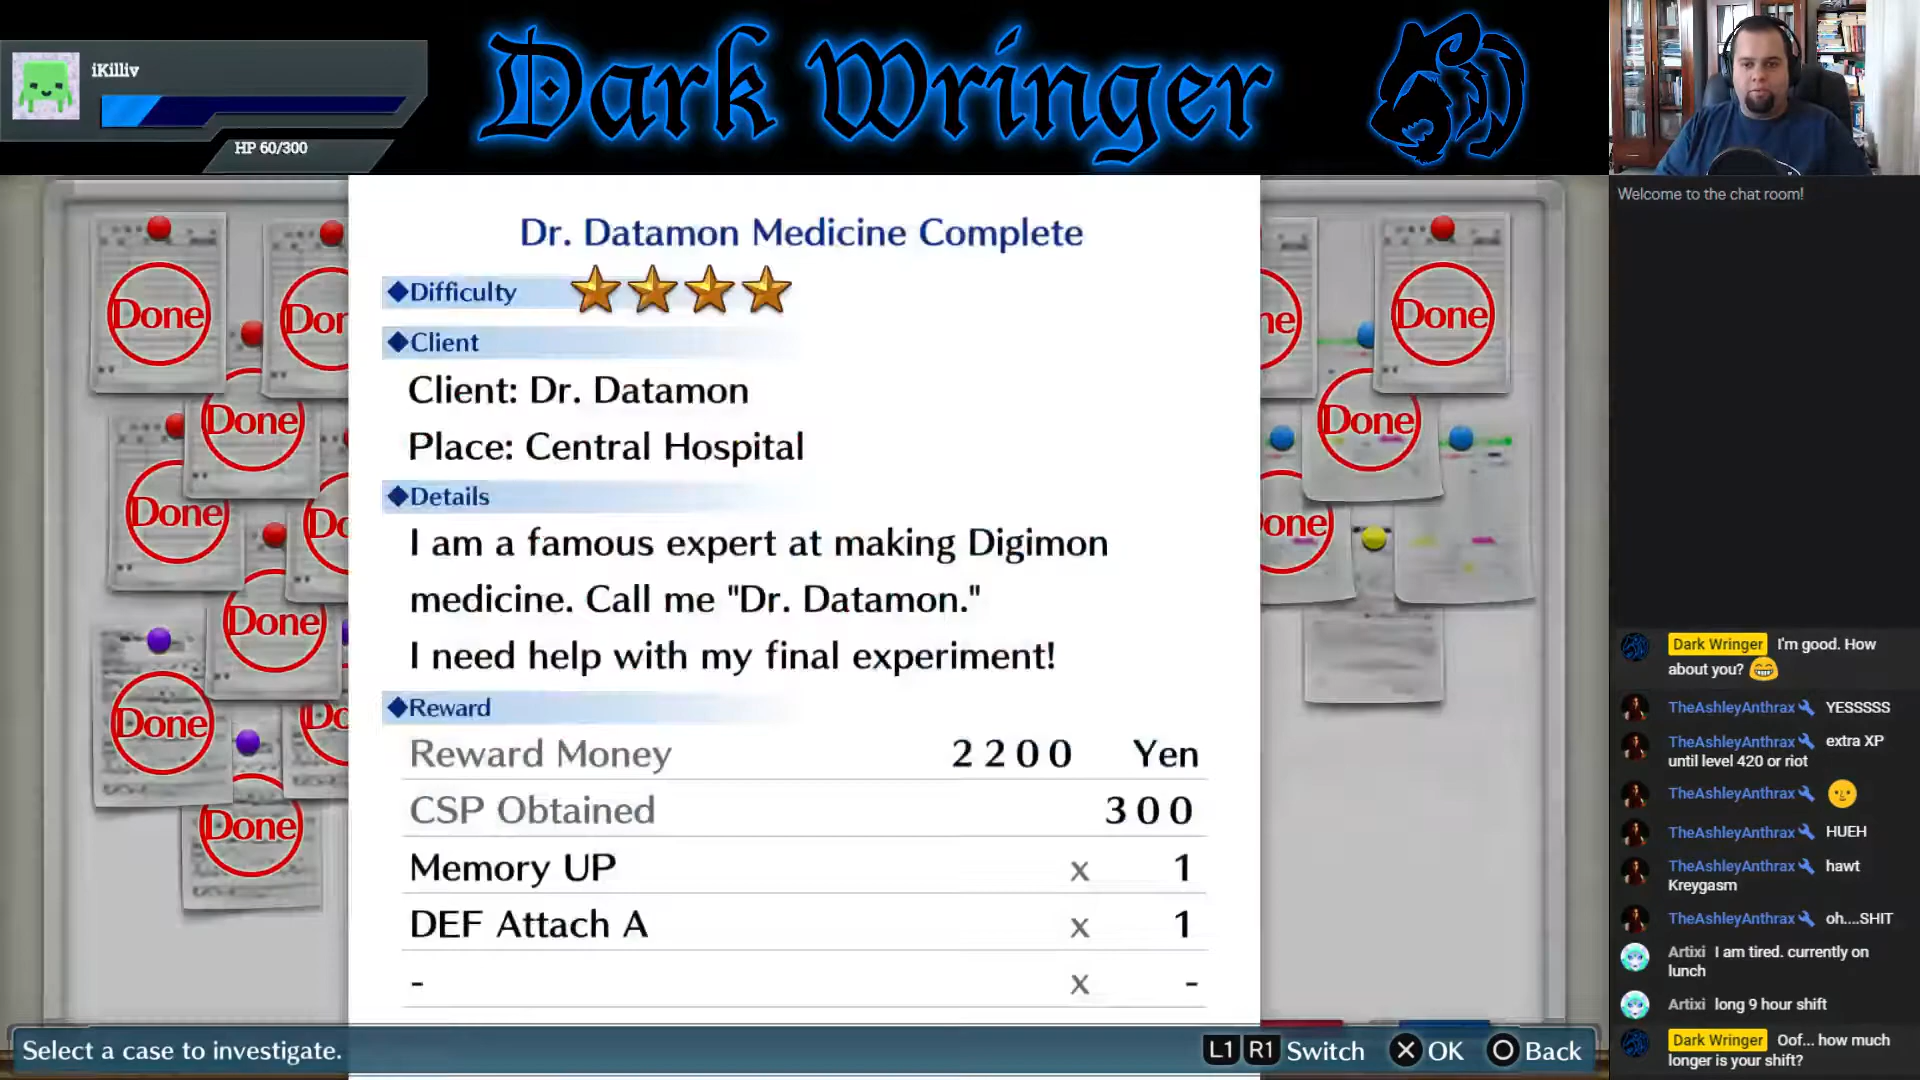 iKilliv
HP 60/300
Dark Wringer
Welcome to the chat room!
Dr. Datamon Medicine Complete
Difficulty
Client
Client: Dr. Datamon
Place: Central Hospital
Details
I am a famous expert at making Digimon
medicine. Call me "Dr. Datamon."
I need help with my final experiment!
Reward
Reward Money 2200 Yen
CSP Obtained 300
Memory UP x 1
DEF Attach A x 1
- x -
Done
Done
Done
Done
Done
Done
Done
Done
Done
Done
Select a case to investigate.
L1 R1 Switch X OK O Back
Dark Wringer I'm good. How
about you?
TheAshleyAnthrax YESSSSS
TheAshleyAnthrax extra XP
until level 420 or riot
TheAshleyAnthrax
TheAshleyAnthrax HUEH
TheAshleyAnthrax hawt
Kreygasm
TheAshleyAnthrax oh....SHIT
Artixi I am tired. currently on
lunch
Artixi long 9 hour shift
Dark Wringer Oof... how much
longer is your shift?